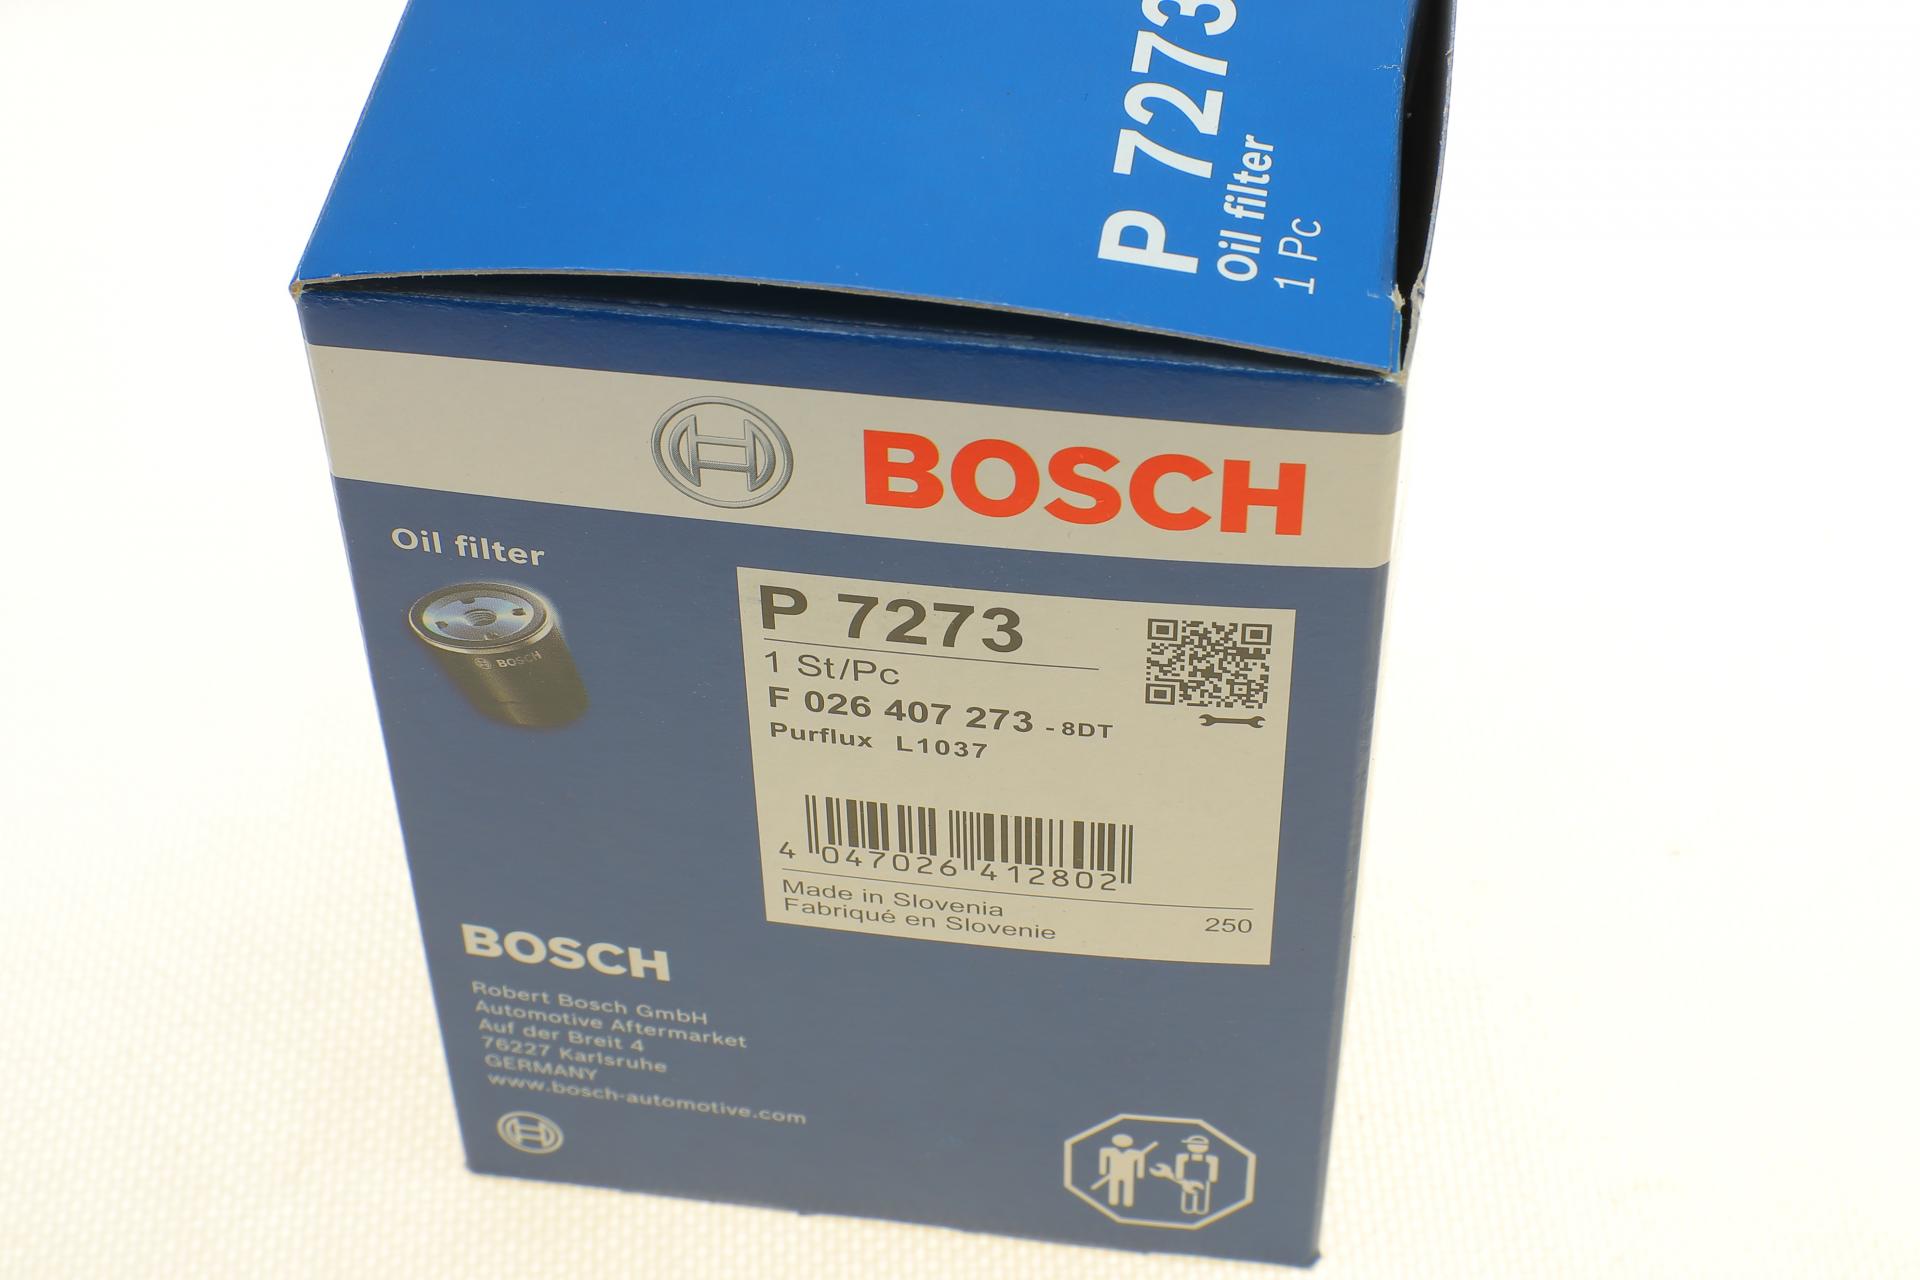 P 7273
Oil filter
1 Pc
BOSCH
Oil filter
BOSCH
P 7273
1 St/Pc
F 026 407 273 - 8DT
Purflux L1037
4 047026 412802
Made in Slovenia
Fabriqué en Slovenie
250
BOSCH
Robert Bosch GmbH
Automotive Aftermarket
Auf der Breit 4
76227 Karlsruhe
GERMANY
www.bosch-automotive.com